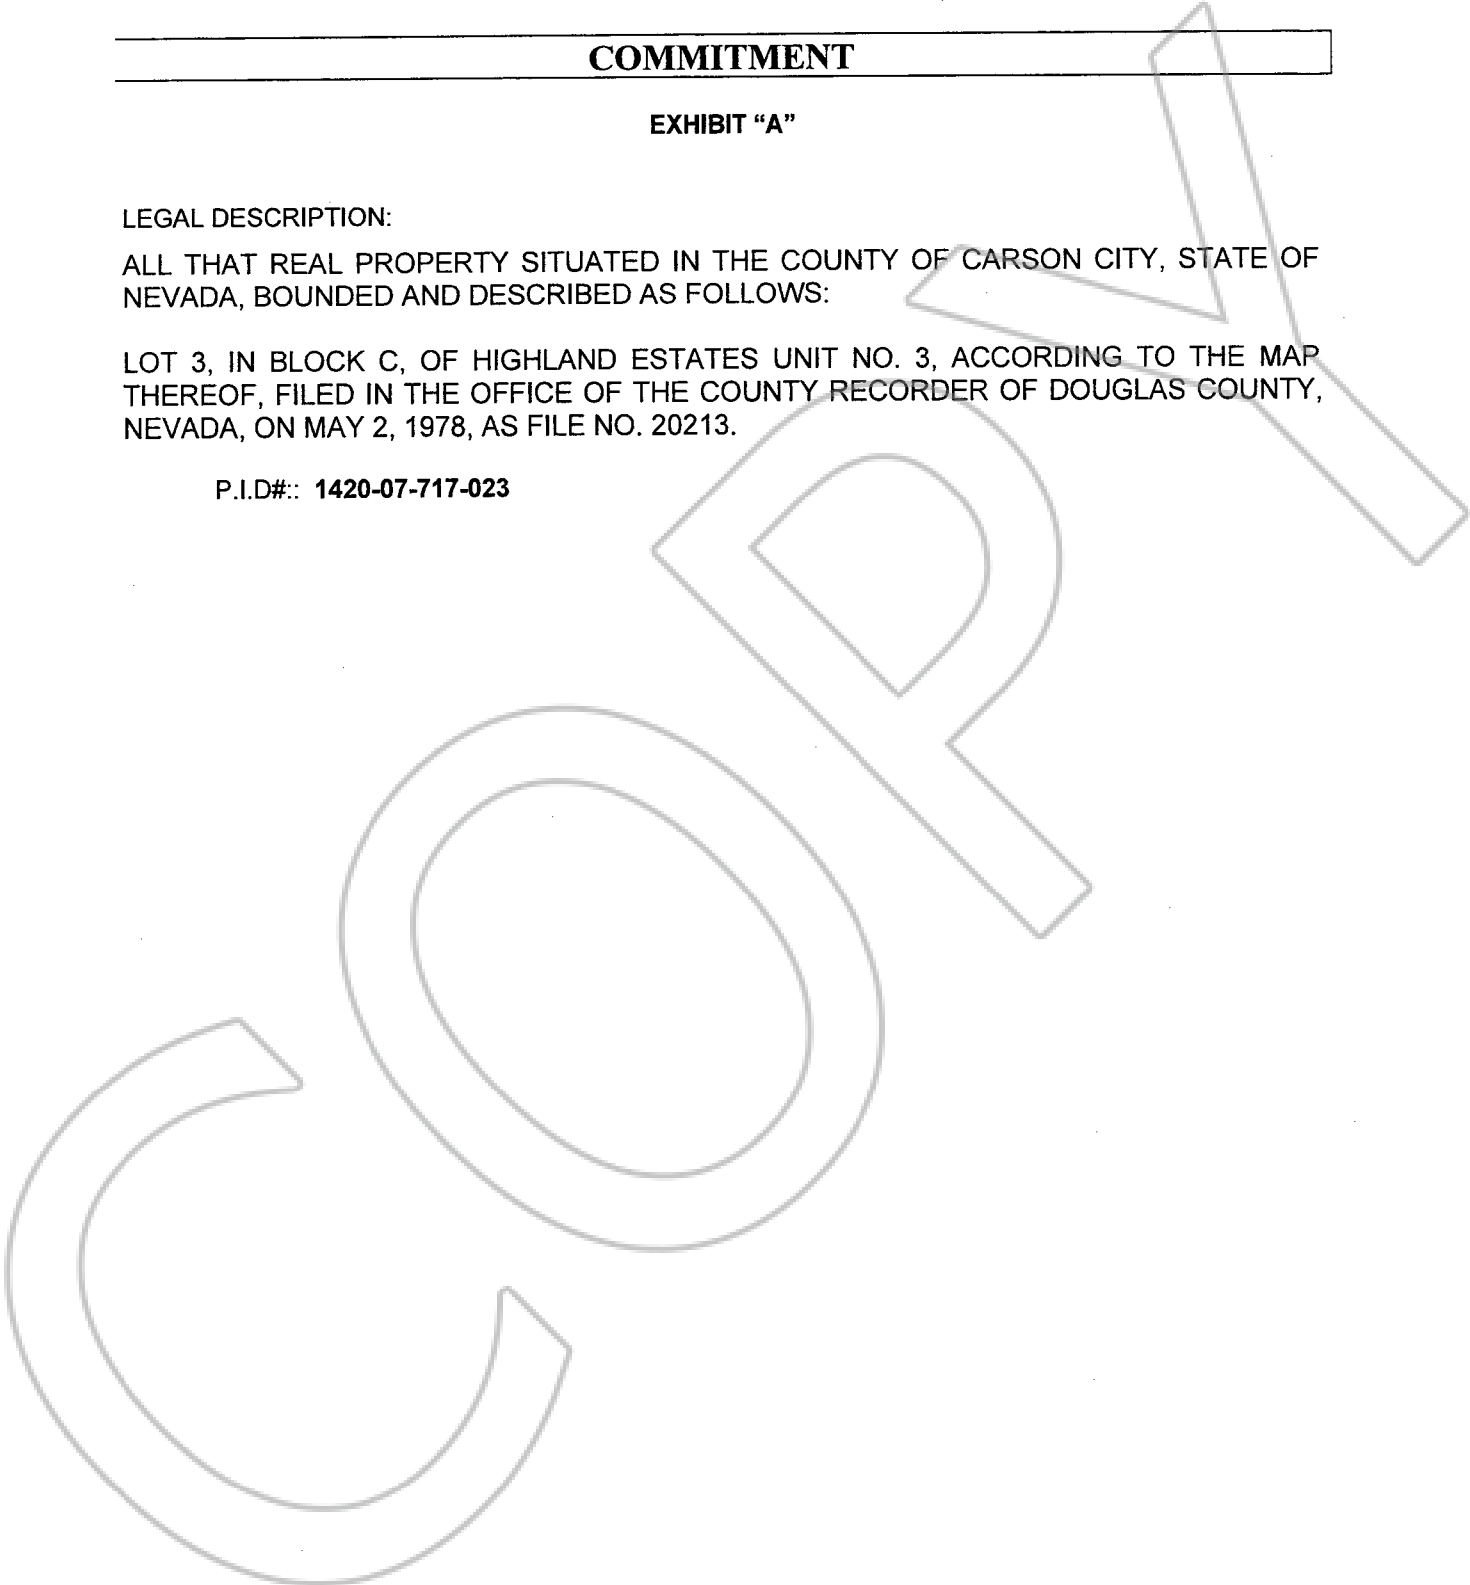 COMMITMENT
EXHIBIT “A”
LEGAL DESCRIPTION:
ALL THAT REAL PROPERTY SITUATED IN THE COUNTY OF CARSON CITY, STATE OF
NEVADA, BOUNDED AND DESCRIBED AS FOLLOWS:
LOT 3, IN BLOCK C, OF HIGHLAND ESTATES UNIT NO. 3, ACCORDING TO THE MAP
THEREOF, FILED IN THE OFFICE OF THE COUNTY RECORDER OF DOUGLAS COUNTY,
NEVADA, ON MAY 2, 1978, AS FILE NO. 20213.
P.I.D#:: 1420-07-717-023
COPY